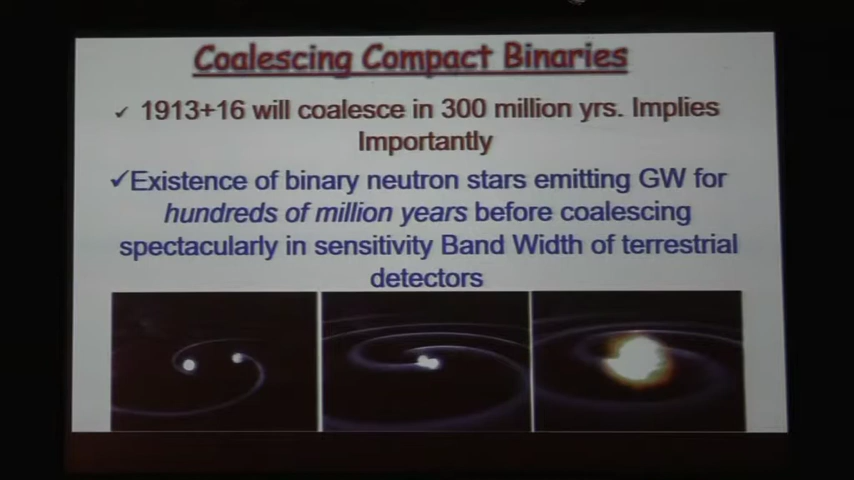 Coalescing Compact Binaries
✓ 1913+16 will coalesce in 300 million yrs. Implies
Importantly
✓Existence of binary neutron stars emitting GW for
hundreds of million years before coalescing
spectacularly in sensitivity Band Width of terrestrial
detectors